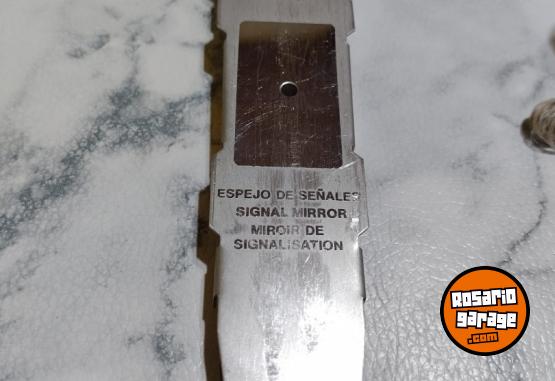 ESPEJO DE SEÑALES
SIGNAL MIRROR
MIROIR DE
SIGNALISATION
Rosario
garage
.com